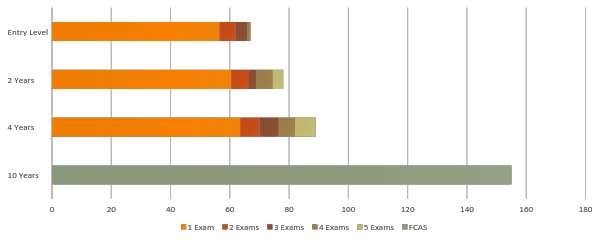 Entry Level
2 Years
4 Years
10 Years
0 20 40 60 80 100 120 140 160 180
1 Exam 2 Exams 3 Exams 4 Exams 5 Exams FCAS